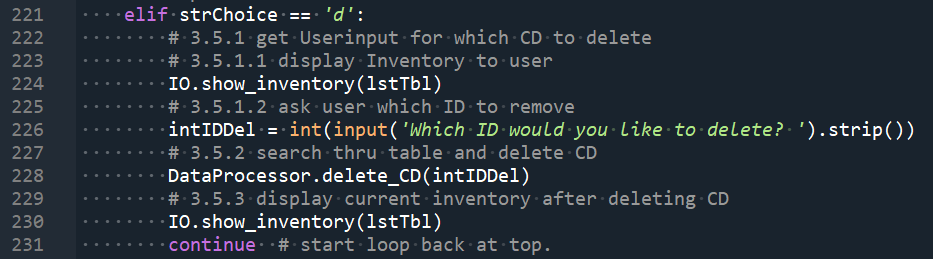 221 elif strChoice == 'd':
222 # 3.5.1 get Userinput for which CD to delete
223 # 3.5.1.1 display Inventory to user
224 IO.show_inventory(lstTbl)
225 # 3.5.1.2 ask user which ID to remove
226 intIDDel = int(input('Which ID would you like to delete? ').strip())
227 # 3.5.2 search thru table and delete CD
228 DataProcessor.delete_CD(intIDDel)
229 # 3.5.3 display current inventory after deleting CD
230 IO.show_inventory(lstTbl)
231 continue  # start loop back at top.